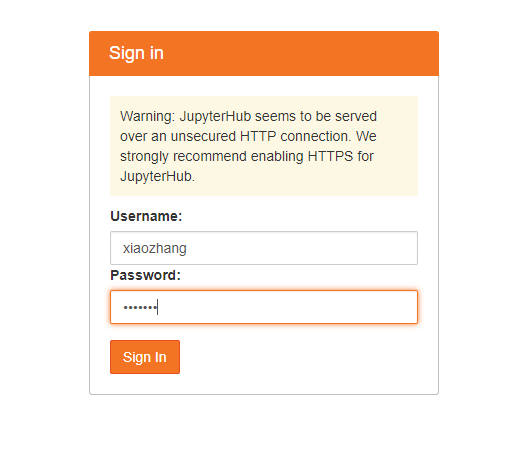 Sign in
Warning: JupyterHub seems to be served
over an unsecured HTTP connection. We
strongly recommend enabling HTTPS for
JupyterHub.
Username:
xiaozhang
Password:
•••••••
Sign In